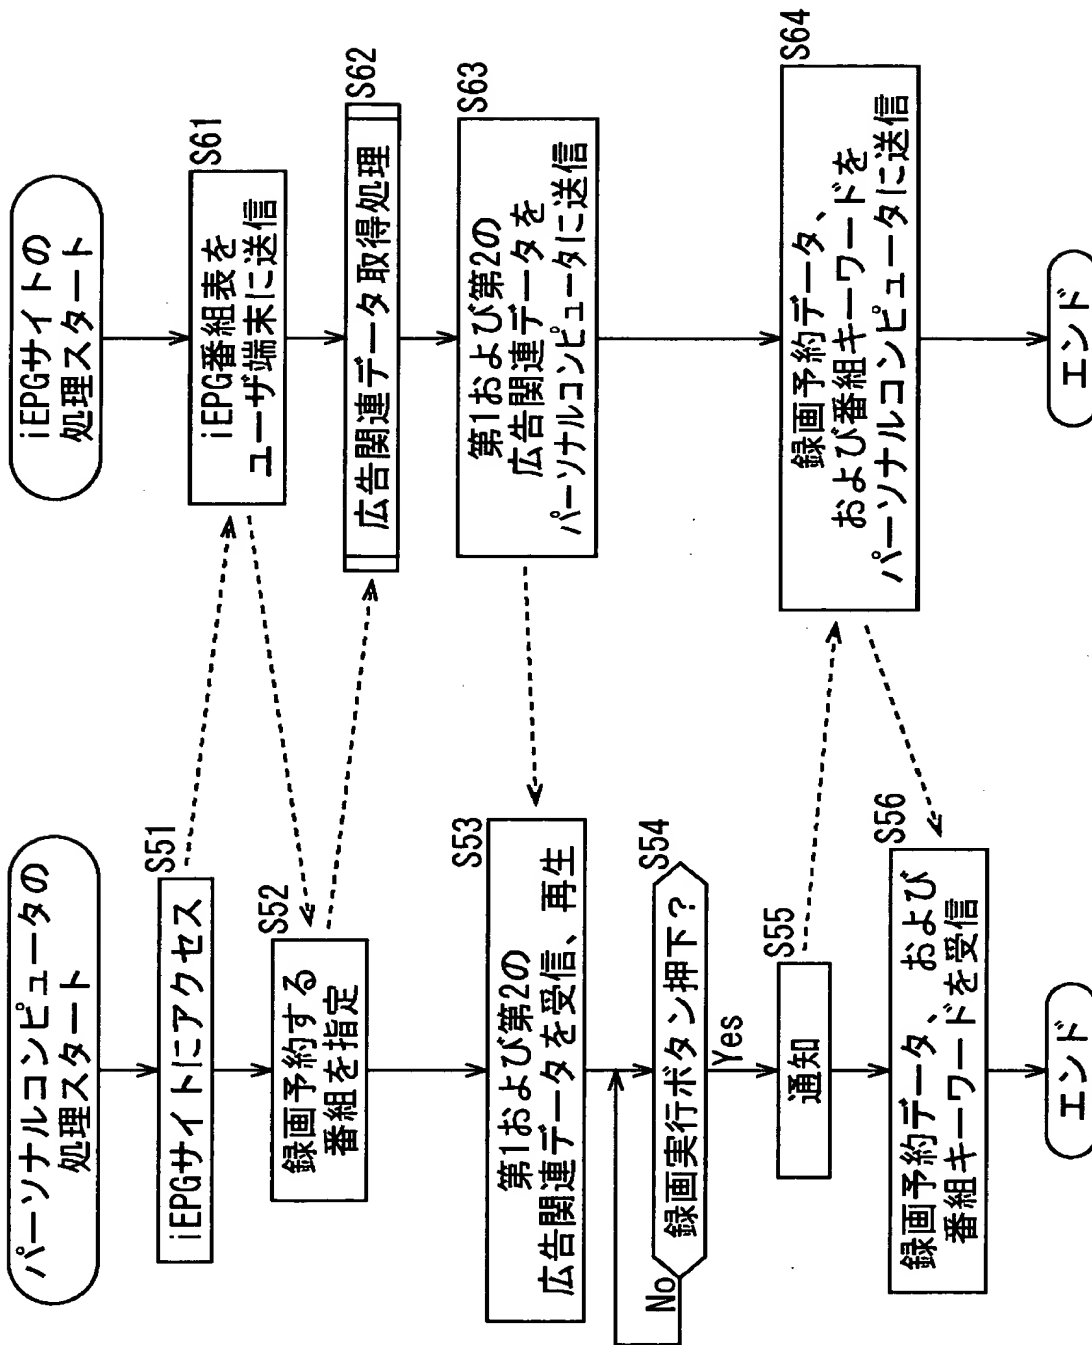 パーソナルコンピュータの
処理スタート
S51
iEPGサイトにアクセス
S52
録画予約する
番組を指定
S53
第1および第2の
広告関連データを受信、再生
S54
録画実行ボタン押下?
No
Yes
S55
通知
S56
録画予約データ、および
番組キーワードを受信
エンド
iEPGサイトの
処理スタート
S61
iEPG番組表を
ユーザ端末に送信
S62
広告関連データ取得処理
S63
第1および第2の
広告関連データを
パーソナルコンピュータに送信
S64
録画予約データ、
および番組キーワードを
パーソナルコンピュータに送信
エンド